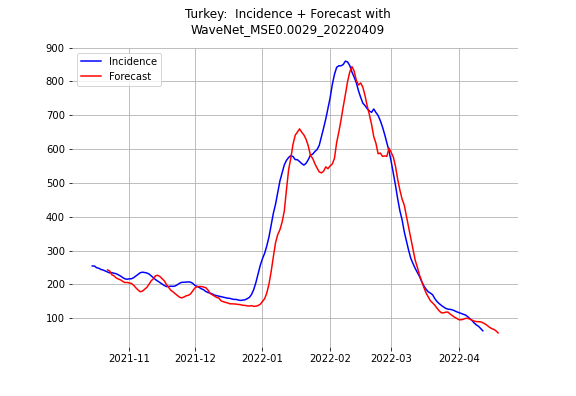 Turkey:  Incidence + Forecast with
WaveNet_MSE0.0029_20220409
900
Incidence
Forecast
800
700
600
500
400
300
200
100
2021-11 2021-12 2022-01 2022-02 2022-03 2022-04